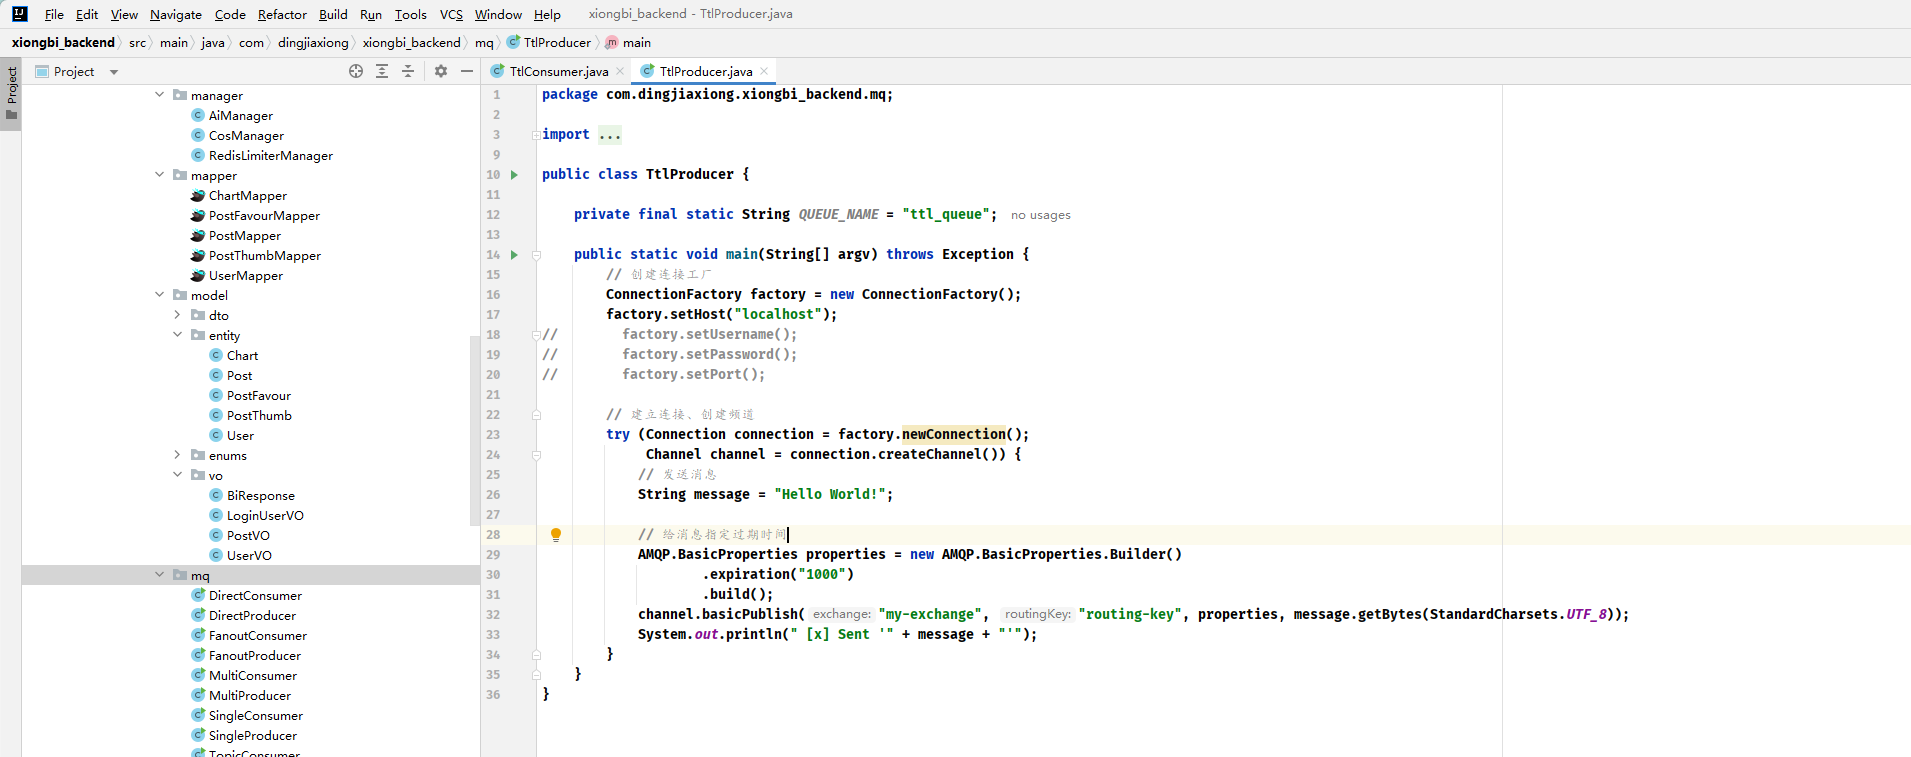 File Edit View Navigate Code Refactor Build Run Tools VCS Window Help xiongbi_backend - TtlProducer.java
xiongbi_backend src main java com dingjiaxiong xiongbi_backend mq TtlProducer main
Project
Project
manager
AiManager
CosManager
RedisLimiterManager
mapper
ChartMapper
PostFavourMapper
PostMapper
PostThumbMapper
UserMapper
model
dto
entity
Chart
Post
PostFavour
PostThumb
User
enums
vo
BiResponse
LoginUserVO
PostVO
UserVO
mq
DirectConsumer
DirectProducer
FanoutConsumer
FanoutProducer
MultiConsumer
MultiProducer
SingleConsumer
SingleProducer
TopicConsumer
TtlConsumer.java TtlProducer.java
1 package com.dingjiaxiong.xiongbi_backend.mq;
2
3 import ...
9
10 public class TtlProducer {
11
12 private final static String QUEUE_NAME = "ttl_queue"; no usages
13
14 public static void main(String[] argv) throws Exception {
15 // 创建连接工厂
16 ConnectionFactory factory = new ConnectionFactory();
17 factory.setHost("localhost");
18 // factory.setUsername();
19 // factory.setPassword();
20 // factory.setPort();
21
22 // 建立连接、创建频道
23 try (Connection connection = factory.newConnection();
24 Channel channel = connection.createChannel()) {
25 // 发送消息
26 String message = "Hello World!";
27
28 // 给消息指定过期时间
29 AMQP.BasicProperties properties = new AMQP.BasicProperties.Builder()
30 .expiration("1000")
31 .build();
32 channel.basicPublish( exchange: "my-exchange", routingKey: "routing-key", properties, message.getBytes(StandardCharsets.UTF_8));
33 System.out.println(" [x] Sent '" + message + "'");
34 }
35 }
36 }